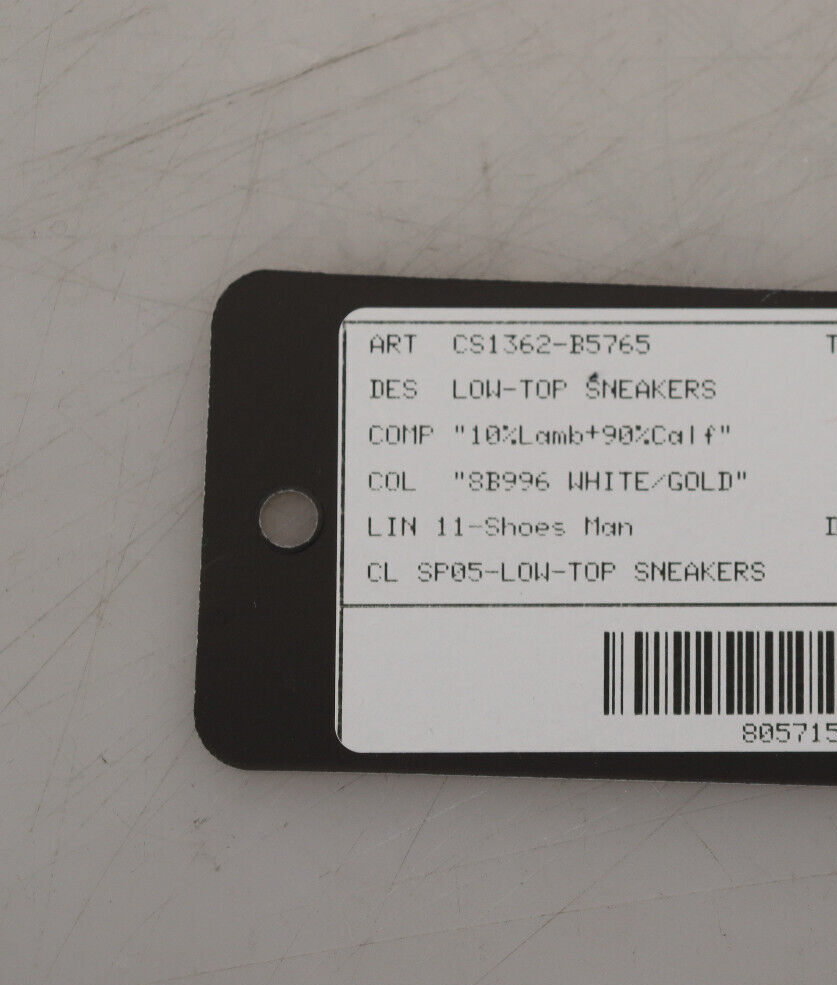 ART CS1362-B5765 T
DES LOW-TOP SNEAKERS
COMP "10%Lamb+90%Calf"
COL "8B996 WHITE/GOLD"
LIN 11-Shoes Man D
CL SP05-LOW-TOP SNEAKERS
805715